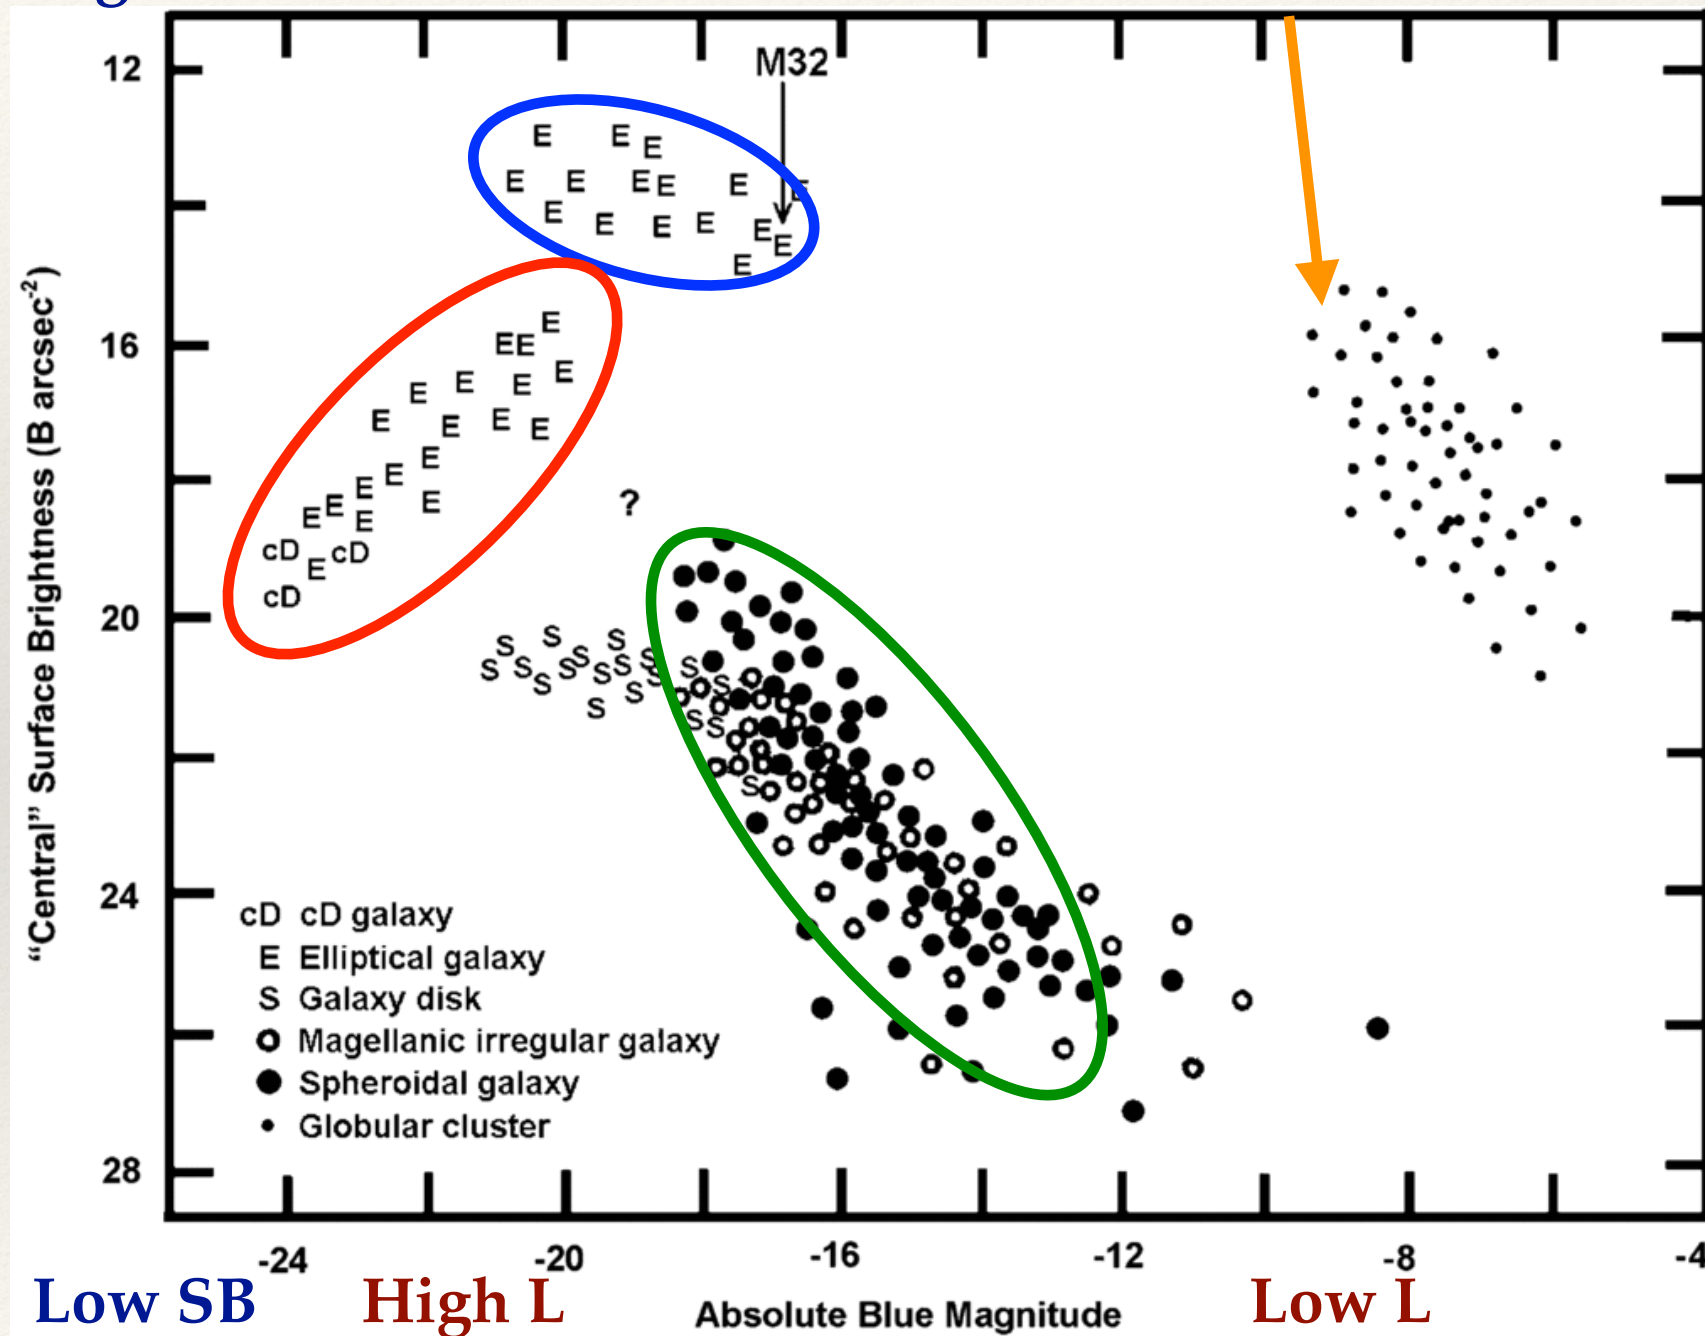 M32
12
16
20
24
28
"Central" Surface Brightness (B arcsec-2)
?
cD cD galaxy
E Elliptical galaxy
S Galaxy disk
Magellanic irregular galaxy
Spheroidal galaxy
Globular cluster
E E E
E E E E E E E
E E E E E E
E E
E
E E E
E E E
E E E E
E
E E
E E E
E E
cD cD
E
cD
S S S
S S S S S S
S S S S S S
S S
S S
S
-24 -20 -16 -12 -8 -4
Low SB High L Absolute Blue Magnitude Low L